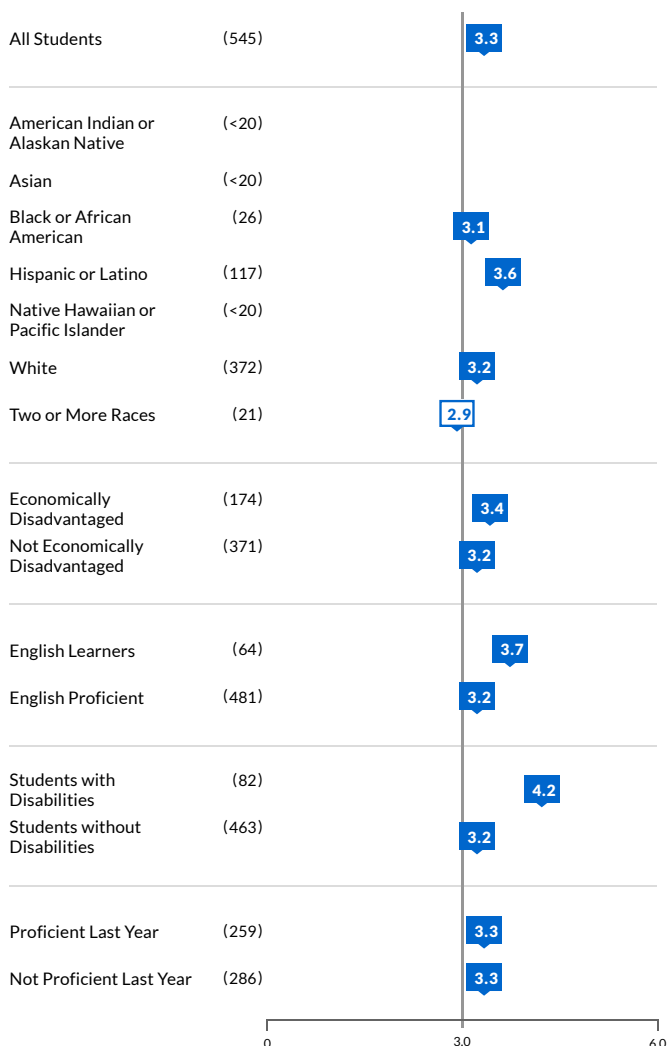 All Students (545) 3.3
American Indian or (<20)
Alaskan Native
Asian (<20)
Black or African (26) 3.1
American
Hispanic or Latino (117) 3.6
Native Hawaiian or (<20)
Pacific Islander
White (372) 3.2
Two or More Races (21) 2.9
Economically (174) 3.4
Disadvantaged
Not Economically (371) 3.2
Disadvantaged
English Learners (64) 3.7
English Proficient (481) 3.2
Students with (82) 4.2
Disabilities
Students without (463) 3.2
Disabilities
Proficient Last Year (259) 3.3
Not Proficient Last Year (286) 3.3
0 3.0 6.0